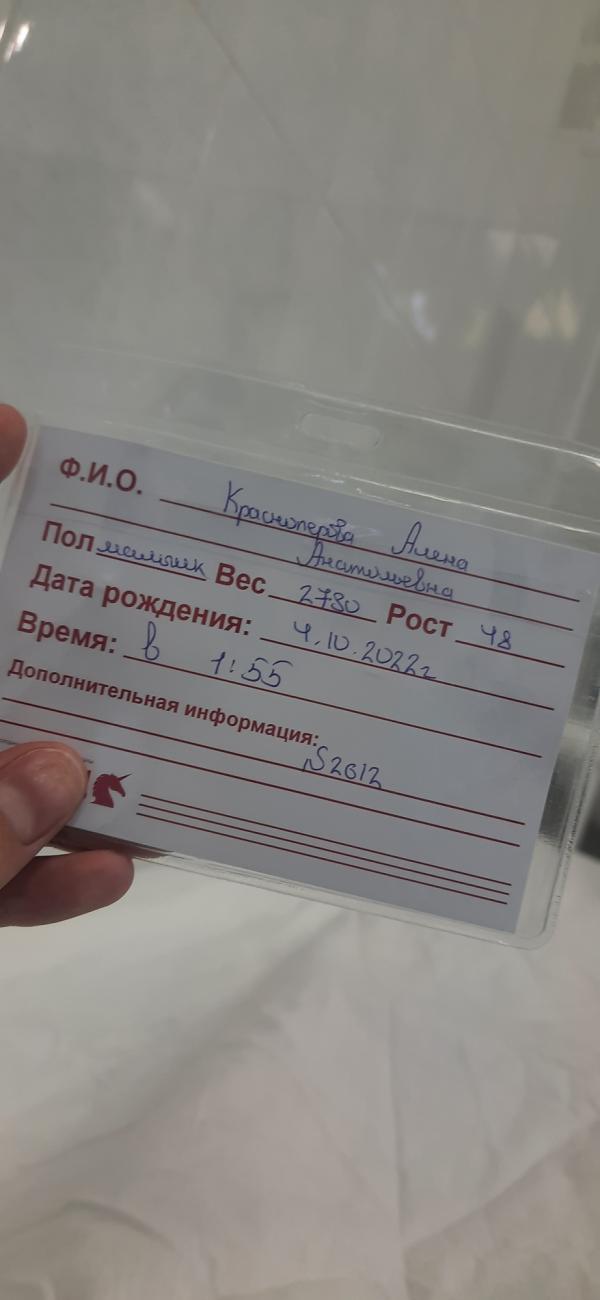 Ф.И.О. Красноперова Алена
Анатольевна
Пол мальчик Вес 2780 Рост 48
Дата рождения: 4.10.2022г
Время: в 1:55
Дополнительная информация:
N2612